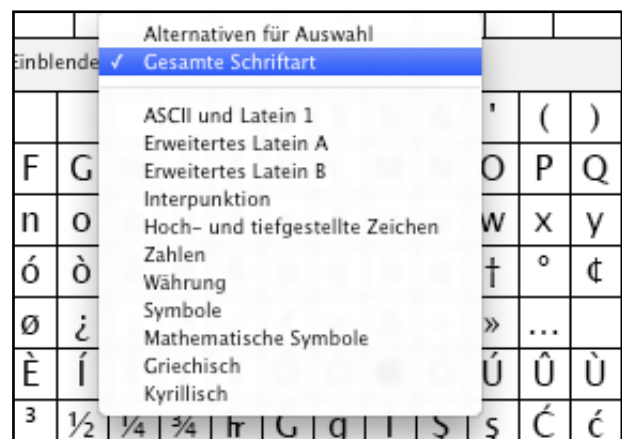 Alternativen für Auswahl
Einblende ✓ Gesamte Schriftart
ASCII und Latein 1 ' ( )
Erweitertes Latein A
Erweitertes Latein B
F G O P Q
Interpunktion
n o Hoch- und tiefgestellte Zeichen w x y
Zahlen
ó ò † ° ¢
Währung
Symbole
ø ¿ » …
Mathematische Symbole
Griechisch
È Í Ú Û Ù
Kyrillisch
³ ½ ¼ ¾ Ś ş Ć ć